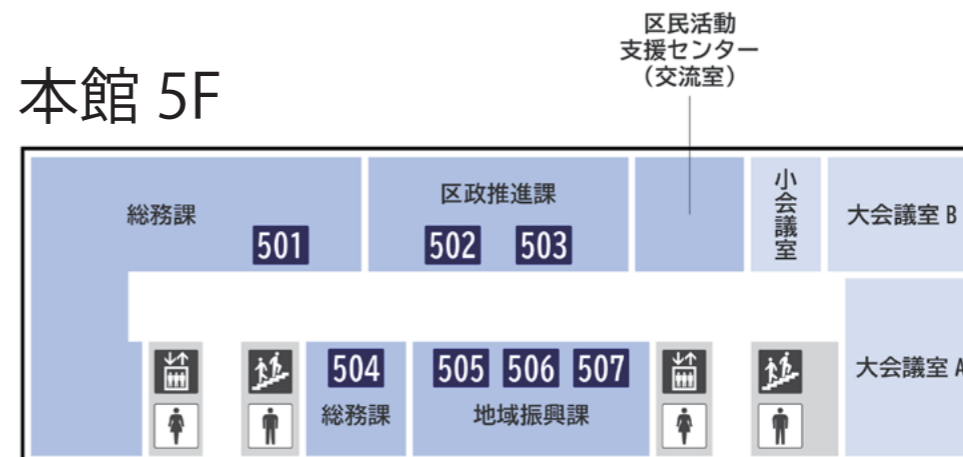 区民活動
支援センター
（交流室）
本館 5F
総務課
501
区政推進課
502 503
小会議室
大会議室 B
504
総務課
505 506 507
地域振興課
大会議室 A